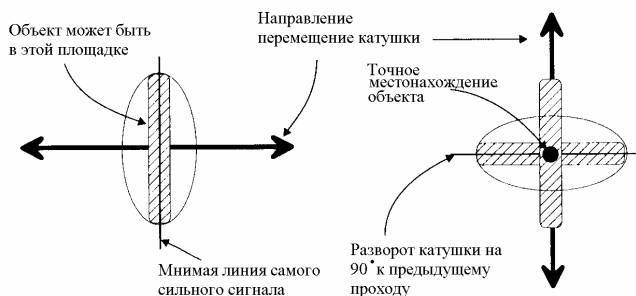 Объект может быть
в этой площадке
Направление
перемещение катушки
Точное
местонахождение
объекта
Мнимая линия самого
сильного сигнала
Разворот катушки на
90° к предыдущему
проходу